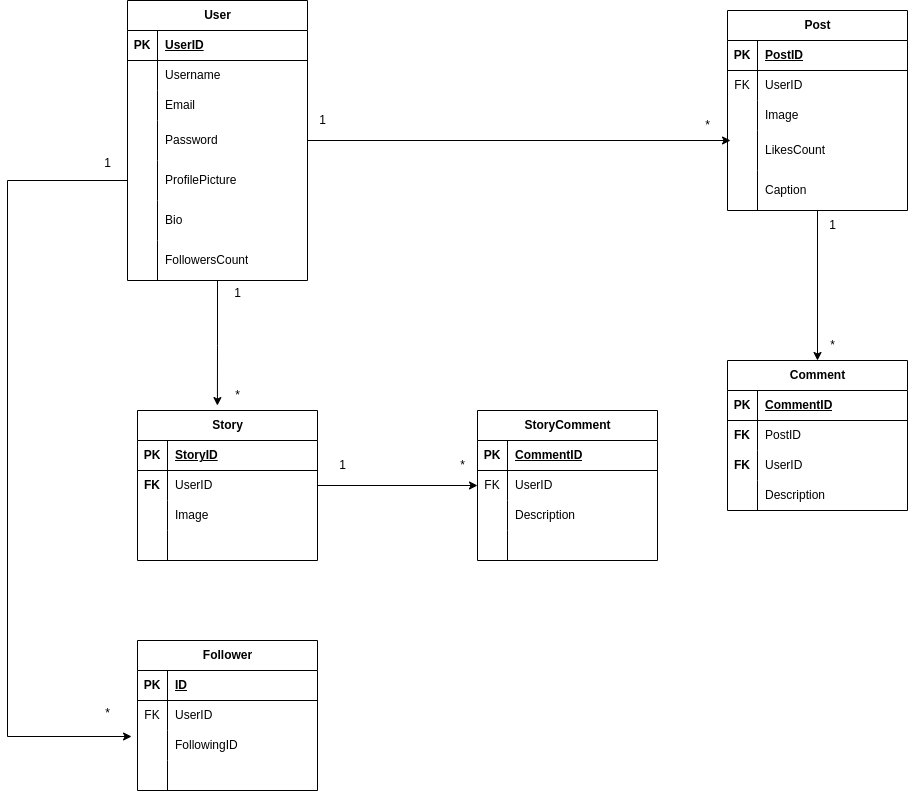 User
PK UserID
Username
Email
Password
ProfilePicture
Bio
FollowersCount
1
*
1
1
*
Post
PK PostID
FK UserID
Image
LikesCount
Caption
1
*
Comment
PK CommentID
FK PostID
FK UserID
Description
1
*
Story
PK StoryID
FK UserID
Image
1
*
StoryComment
PK CommentID
FK UserID
Description
Follower
PK ID
FK UserID
FollowingID
*